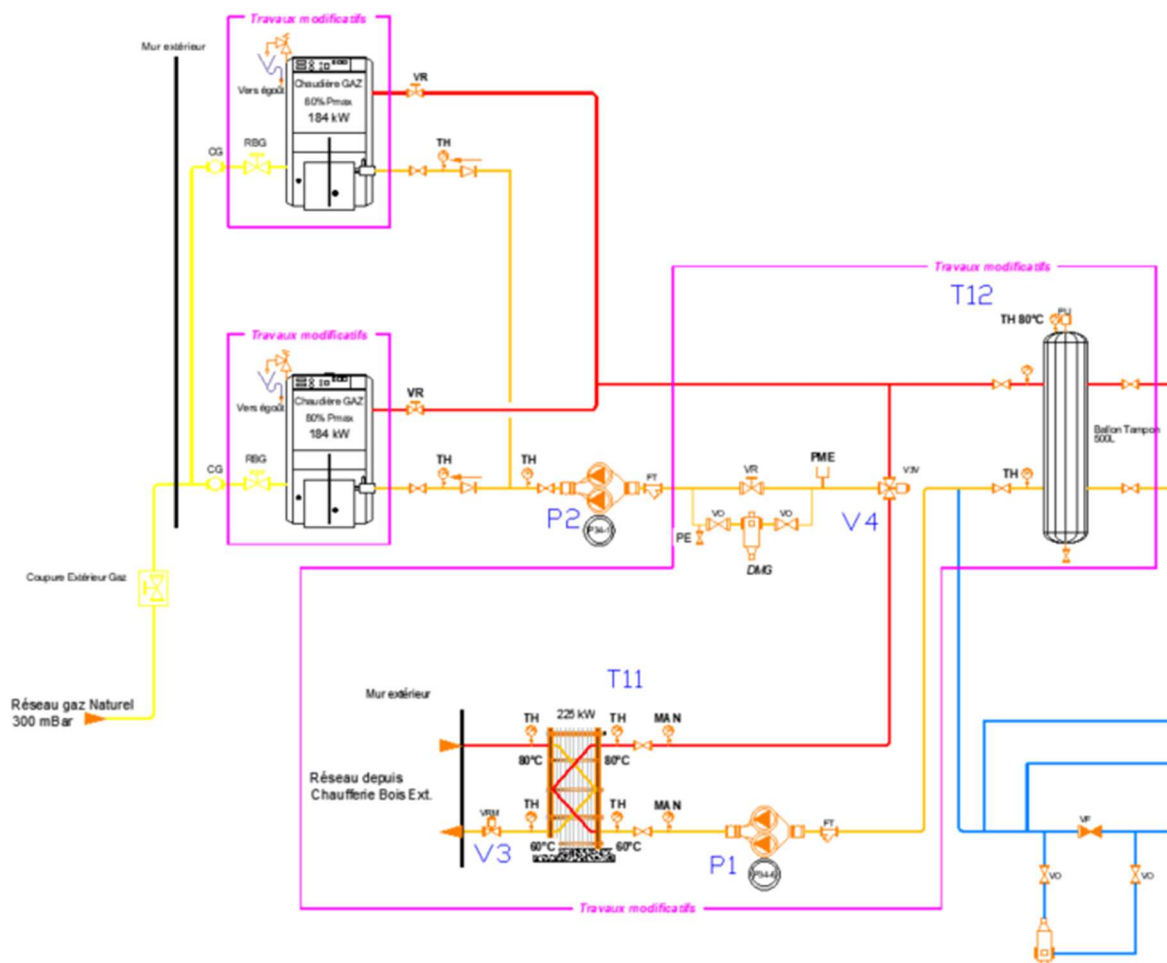 Travaux modificatifs
Mur extérieur
Vers égoût
Chaudière GAZ
60% Pmax
184 kW
VR
TH
CG
RBG
Travaux modificatifs
Vers égoût
Chaudière GAZ
60% Pmax
184 kW
VR
TH
TH
CG
RBG
P2
FT
PE
VR
VO
VO
DMG
PME
V3V
V4
Travaux modificatifs
T12
TH 80°C
TH
Ballon Tampon
500L
Coupure Extérieur Gaz
Réseau gaz Naturel
300 mBar
Mur extérieur
T11
225 kW
TH
TH
MAN
80°C
80°C
Réseau depuis
Chaufferie Bois Ext.
VRM
TH
TH
MAN
V3
60°C
60°C
P1
FT
VF
VO
VO
Travaux modificatifs